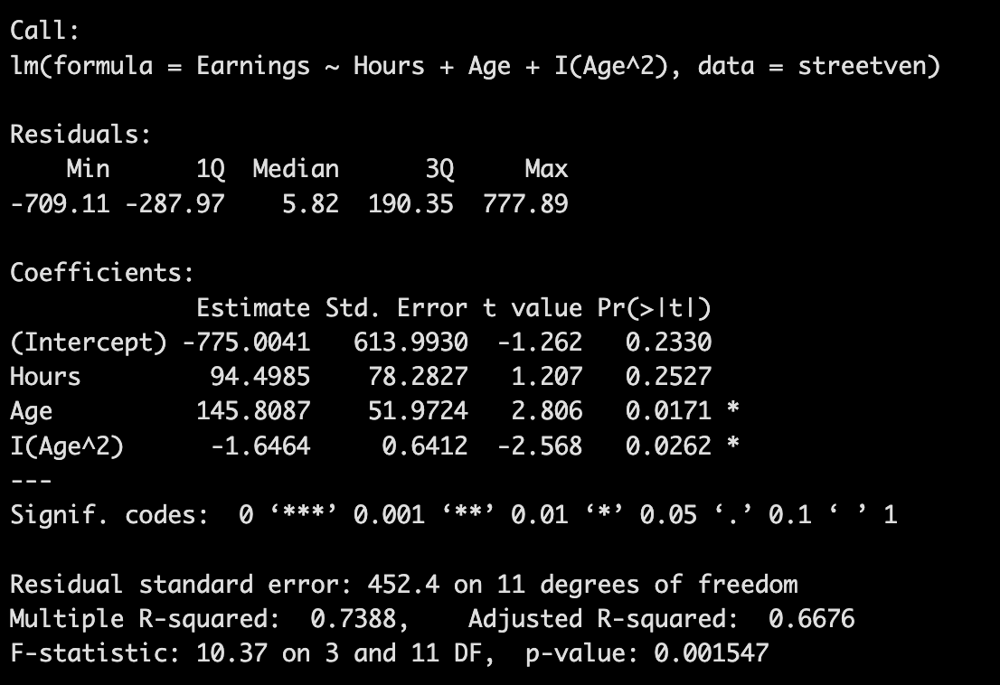 Call:
lm(formula = Earnings ~ Hours + Age + I(Age^2), data = streetven)
Residuals:
    Min      1Q  Median      3Q     Max
-709.11 -287.97    5.82  190.35  777.89
Coefficients:
            Estimate Std. Error t value Pr(>|t|)
(Intercept) -775.0041   613.9930  -1.262   0.2330
Hours         94.4985    78.2827   1.207   0.2527
Age          145.8087    51.9724   2.806   0.0171 *
I(Age^2)      -1.6464     0.6412  -2.568   0.0262 *
---
Signif. codes:  0 ‘***’ 0.001 ‘**’ 0.01 ‘*’ 0.05 ‘.’ 0.1 ‘ ’ 1
Residual standard error: 452.4 on 11 degrees of freedom
Multiple R-squared:  0.7388,    Adjusted R-squared:  0.6676
F-statistic: 10.37 on 3 and 11 DF,  p-value: 0.001547